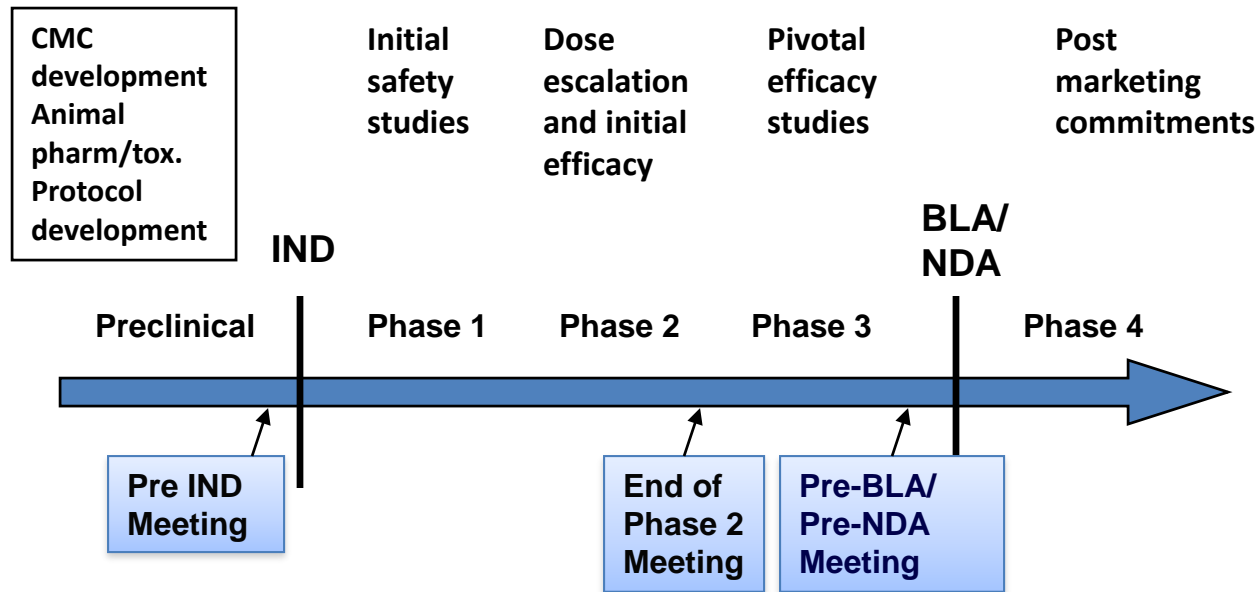 CMC
development
Animal
pharm/tox.
Protocol
development
Initial
safety
studies
Dose
escalation
and initial
efficacy
Pivotal
efficacy
studies
Post
marketing
commitments
IND
BLA/
NDA
Preclinical
Phase 1
Phase 2
Phase 3
Phase 4
Pre IND
Meeting
End of
Phase 2
Meeting
Pre-BLA/
Pre-NDA
Meeting